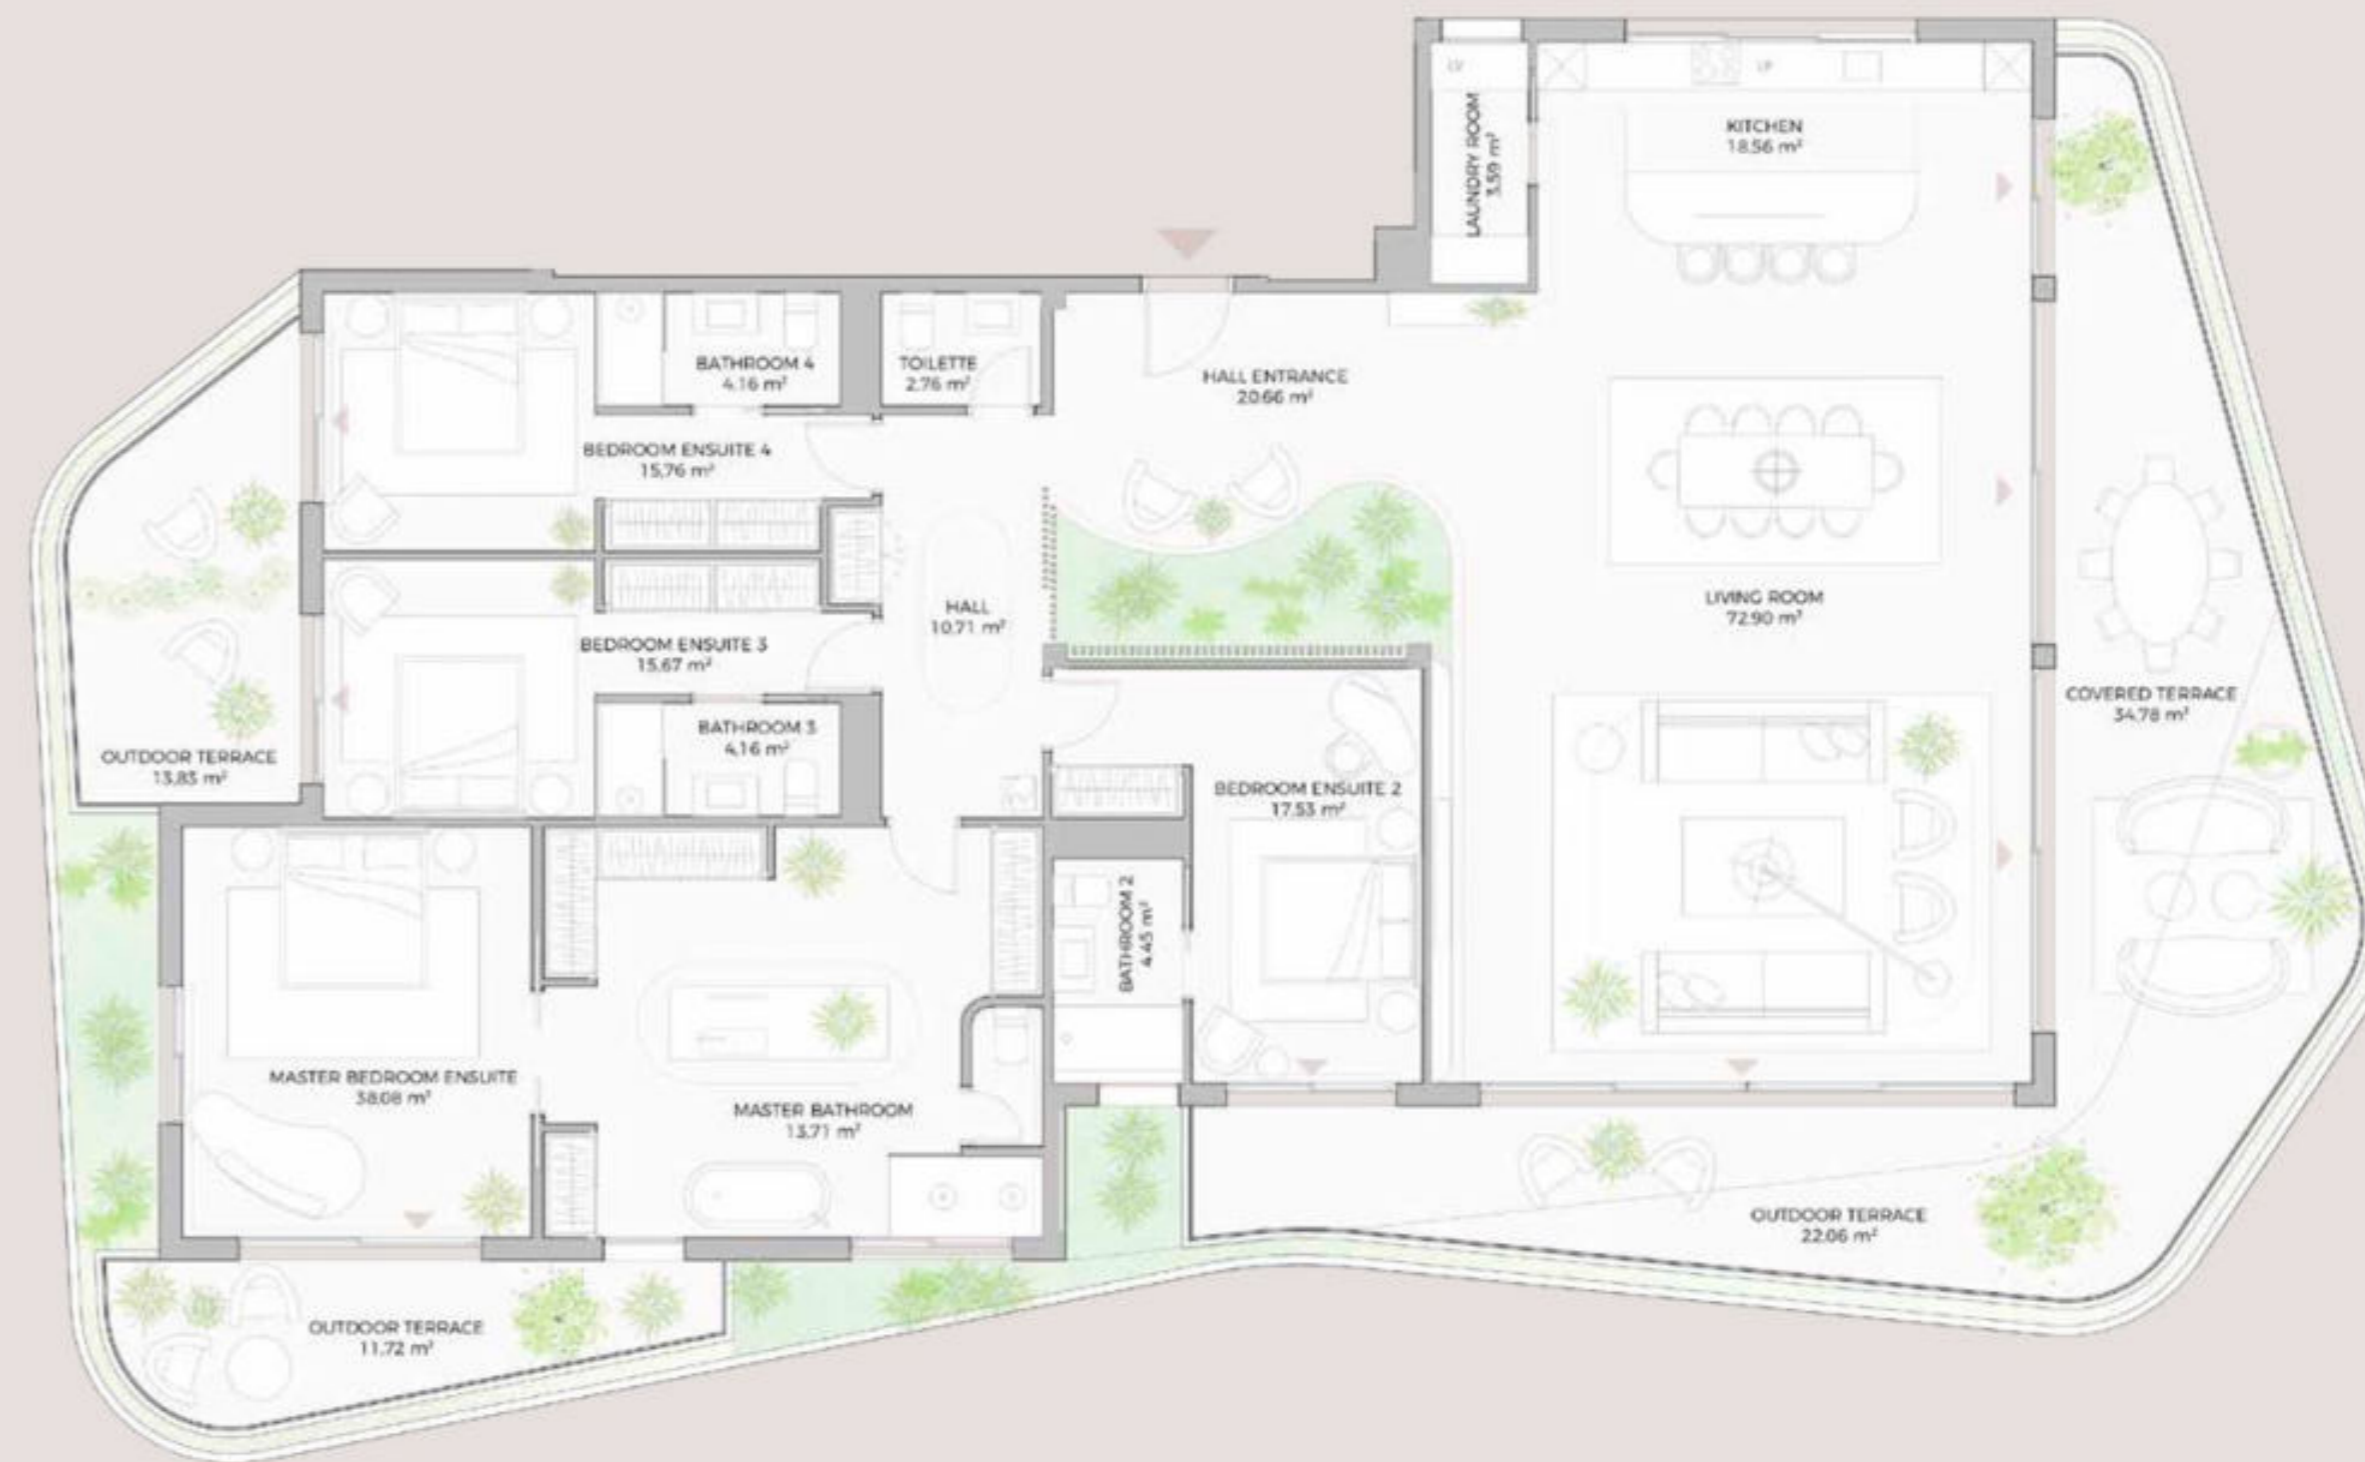 LV
LP
KITCHEN
18.56 m²
LAUNDRY ROOM
3.59 m²
BATHROOM 4
4.16 m²
TOILETTE
2.76 m²
HALL ENTRANCE
20.66 m²
BEDROOM ENSUITE 4
15.76 m²
HALL
10.71 m²
LIVING ROOM
72.90 m²
BEDROOM ENSUITE 3
15.67 m²
COVERED TERRACE
34.78 m²
BATHROOM 3
4.16 m²
OUTDOOR TERRACE
13.85 m²
BEDROOM ENSUITE 2
17.53 m²
BATHROOM 2
4.45 m²
MASTER BEDROOM ENSUITE
38.08 m²
MASTER BATHROOM
13.71 m²
OUTDOOR TERRACE
22.06 m²
OUTDOOR TERRACE
11.72 m²